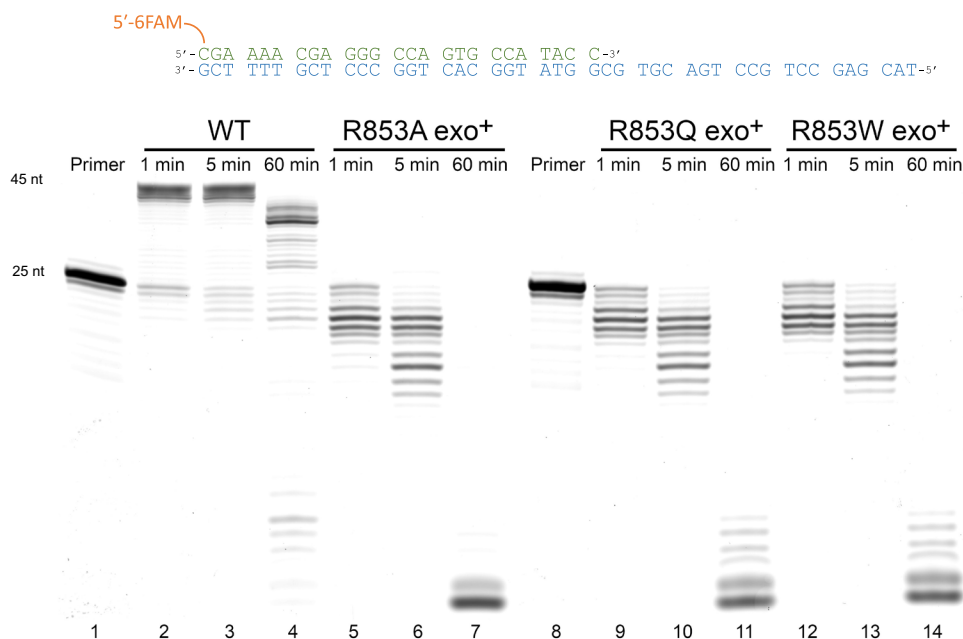 5′-6FAM
5′-CGA AAA CGA GGG CCA GTG CCA TAC C-3′
3′-GCT TTT GCT CCC GGT CAC GGT ATG GCG TGC AGT CCG TCC GAG CAT-5′
WT R853A exo⁺ R853Q exo⁺ R853W exo⁺
Primer 1 min 5 min 60 min 1 min 5 min 60 min Primer 1 min 5 min 60 min 1 min 5 min 60 min
45 nt
25 nt
1 2 3 4 5 6 7 8 9 10 11 12 13 14